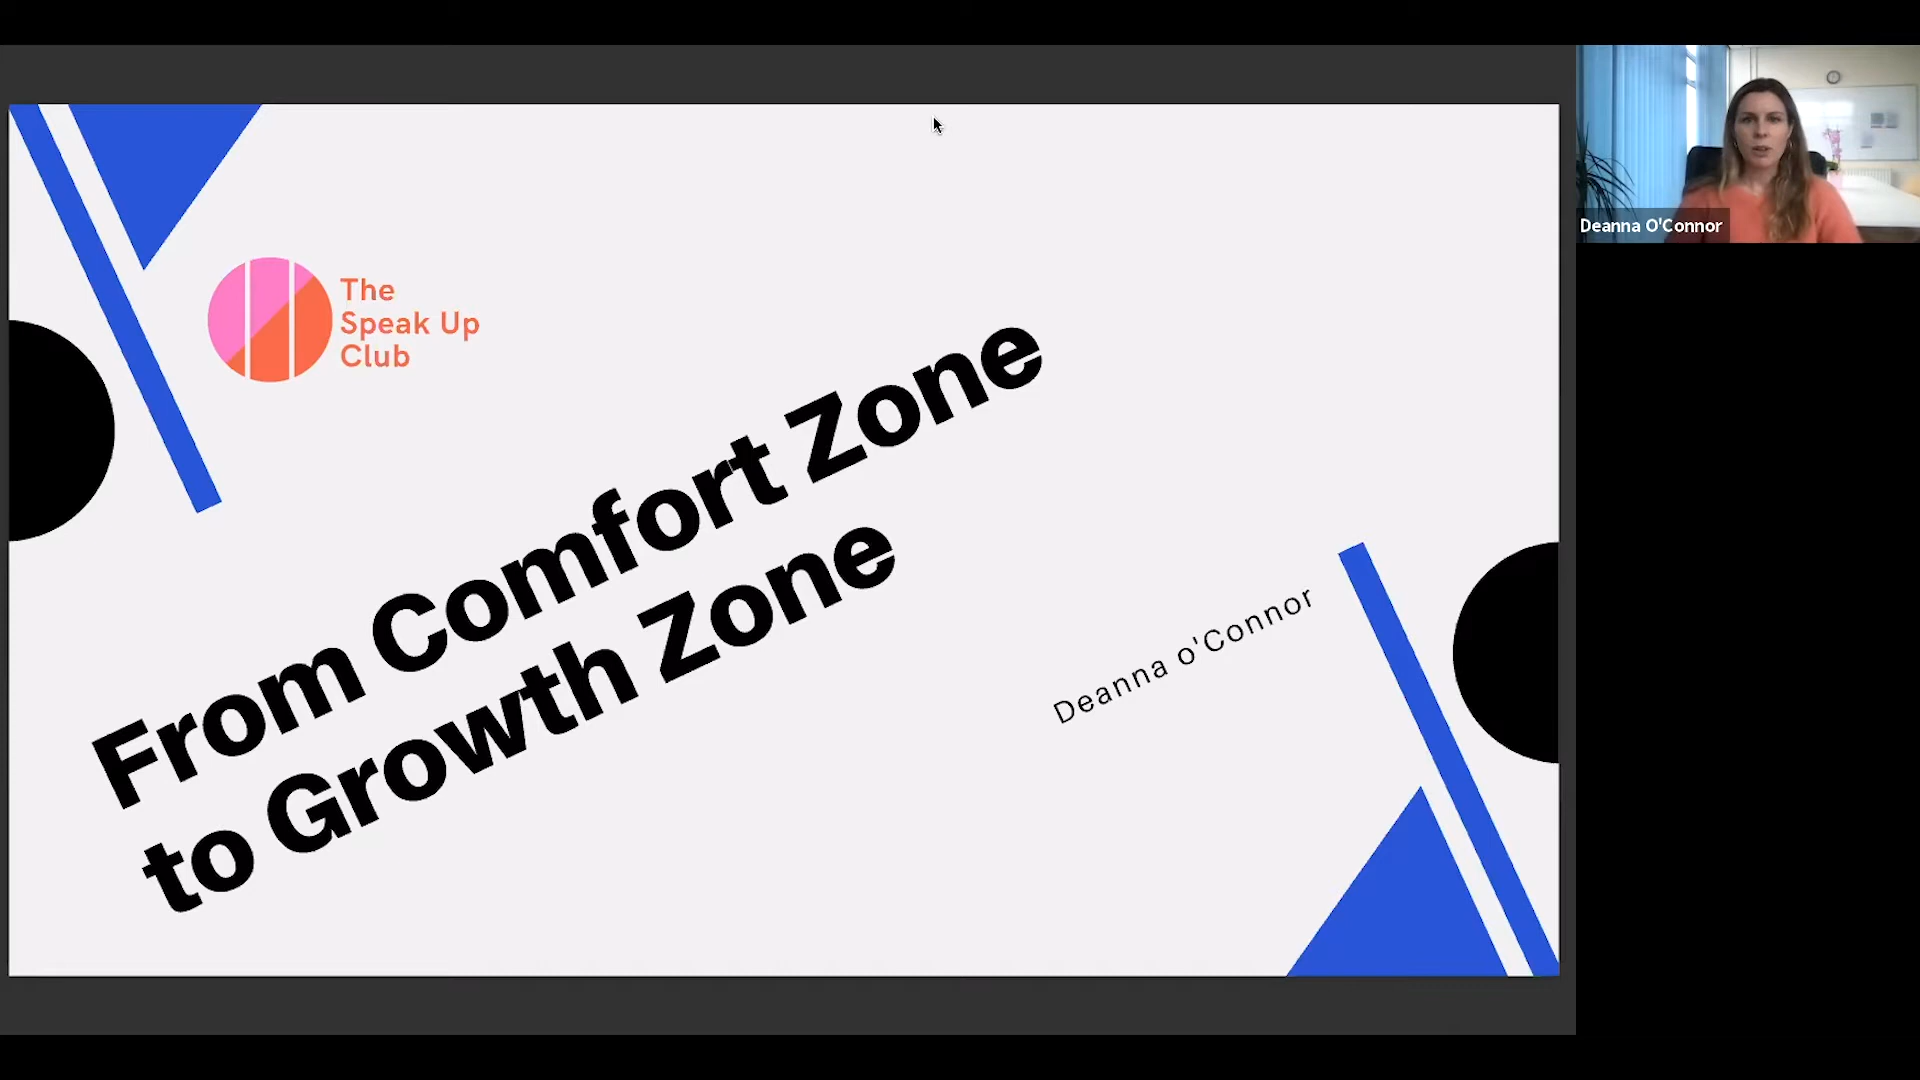 The
Speak Up
Club
From Comfort Zone
to Growth Zone
Deanna o'Connor
Deanna O'Connor